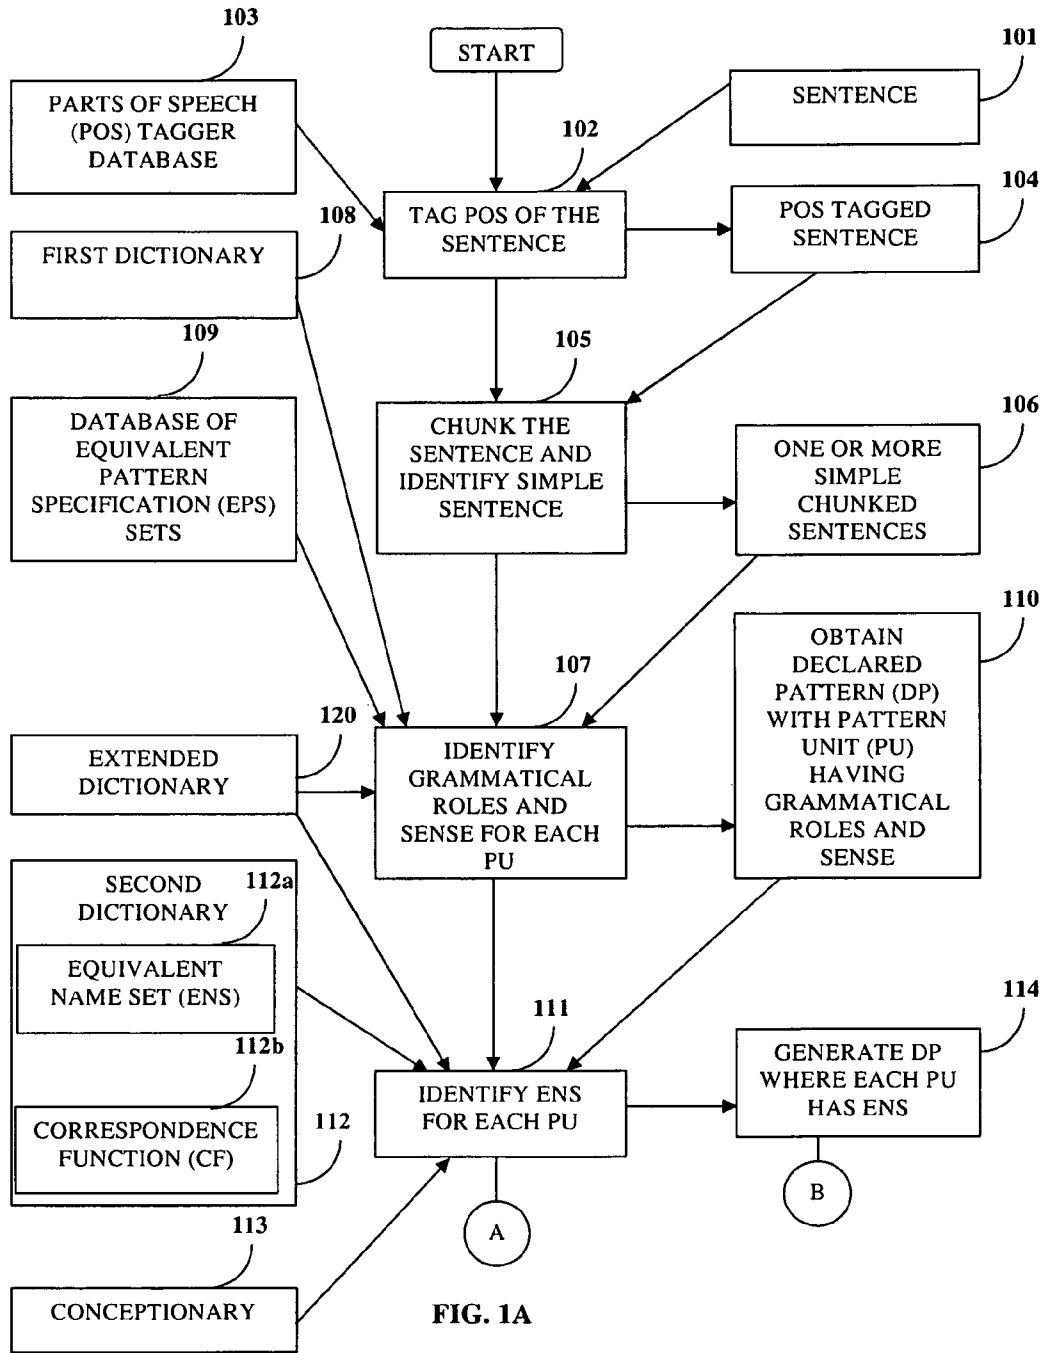 103
START
101
PARTS OF SPEECH
(POS) TAGGER
DATABASE
SENTENCE
102
104
TAG POS OF THE
SENTENCE
POS TAGGED
SENTENCE
108
FIRST DICTIONARY
109
105
DATABASE OF
EQUIVALENT
PATTERN
SPECIFICATION (EPS)
SETS
CHUNK THE
SENTENCE AND
IDENTIFY SIMPLE
SENTENCE
106
ONE OR MORE
SIMPLE
CHUNKED
SENTENCES
110
OBTAIN
DECLARED
PATTERN (DP)
WITH PATTERN
UNIT (PU)
HAVING
GRAMMATICAL
ROLES AND
SENSE
107
120
EXTENDED
DICTIONARY
IDENTIFY
GRAMMATICAL
ROLES AND
SENSE FOR EACH
PU
SECOND
DICTIONARY
112a
EQUIVALENT
NAME SET (ENS)
112b
CORRESPONDENCE
FUNCTION (CF)
112
111
IDENTIFY ENS
FOR EACH PU
114
GENERATE DP
WHERE EACH PU
HAS ENS
B
A
113
CONCEPTIONARY
FIG. 1A